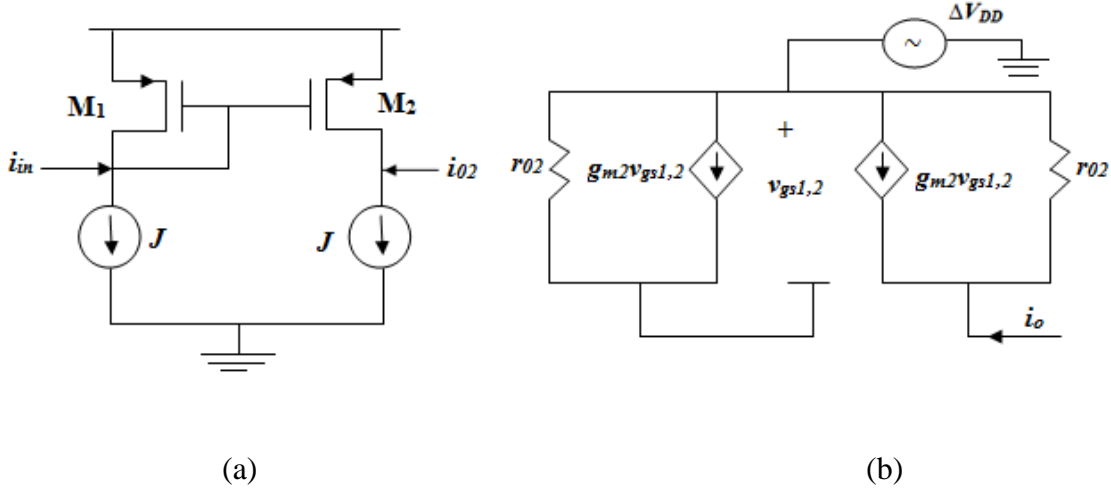 ΔV_DD
~
M1
M2
+
i_in
i_02
r_02
g_m2 v_gs1,2
v_gs1,2
g_m2 v_gs1,2
r_02
J
J
i_o
(a)
(b)